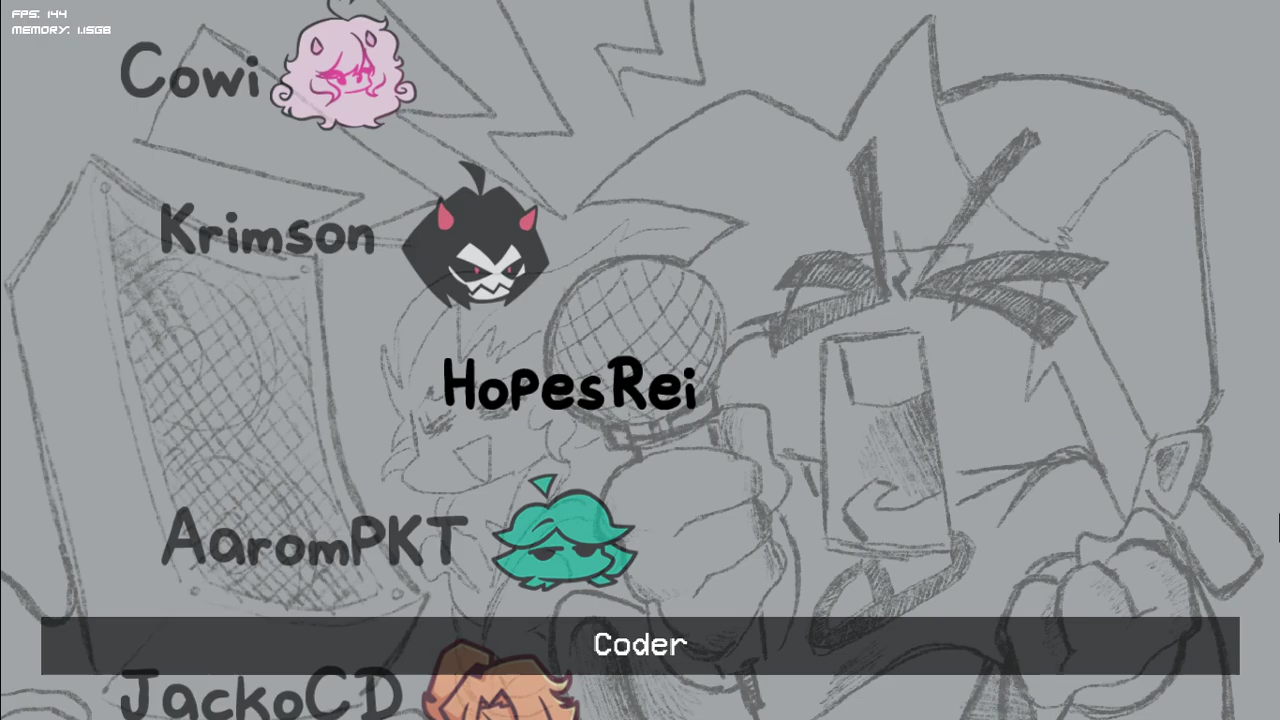 FPS: 144
MEMORY: 1.15GB
Cowi
Krimson
HopesRei
AaromPKT
Coder
JackoCD